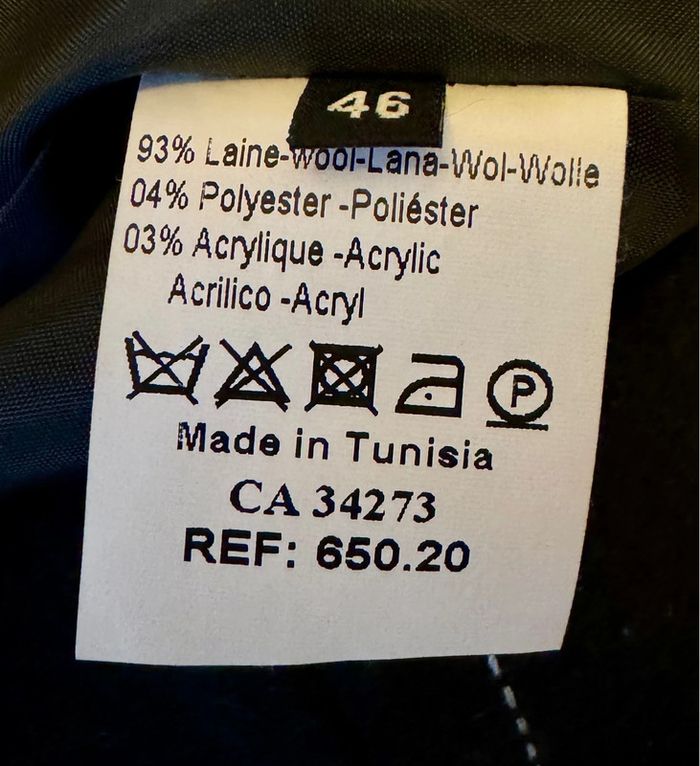 46
93% Laine-Wool-Lana-Wol-Wolle
04% Polyester -Poliéster
03% Acrylique -Acrylic
Acrilico -Acryl
P
Made in Tunisia
CA 34273
REF: 650.20